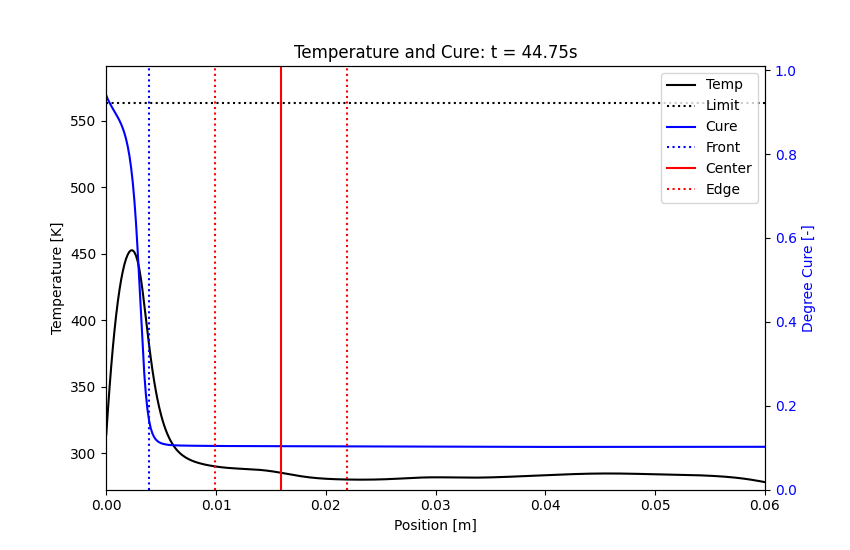 Temperature and Cure: t = 44.75s
Temp
Limit
Cure
Front
Center
Edge
550
500
450
400
350
300
Temperature [K]
1.0
0.8
0.6
0.4
0.2
0.0
Degree Cure [-]
0.00 0.01 0.02 0.03 0.04 0.05 0.06
Position [m]